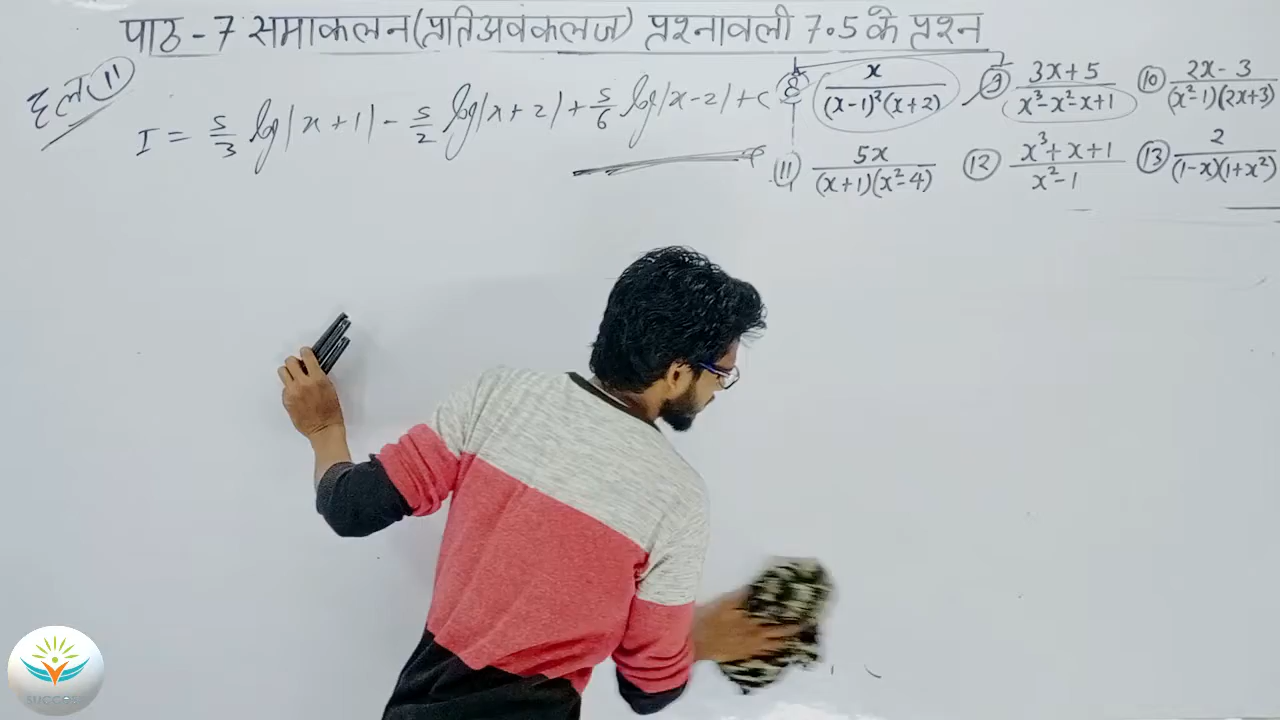 पाठ - 7 समाकलन (प्रतिअवकलज) प्रश्नावली 7.5 के प्रश्न
हल 11
I = 5/3 log|x+1| - 5/2 log|x+2| + 5/6 log|x-2| + C
⑧ x/((x-1)²(x+2)) ⑨ (3x+5)/(x³-x²-x+1) ⑩ (2x-3)/((x²-1)(2x+3))
⑪ 5x/((x+1)(x²-4)) ⑫ (x³+x+1)/(x²-1) ⑬ 2/((1-x)(1+x²))
SUCCESS